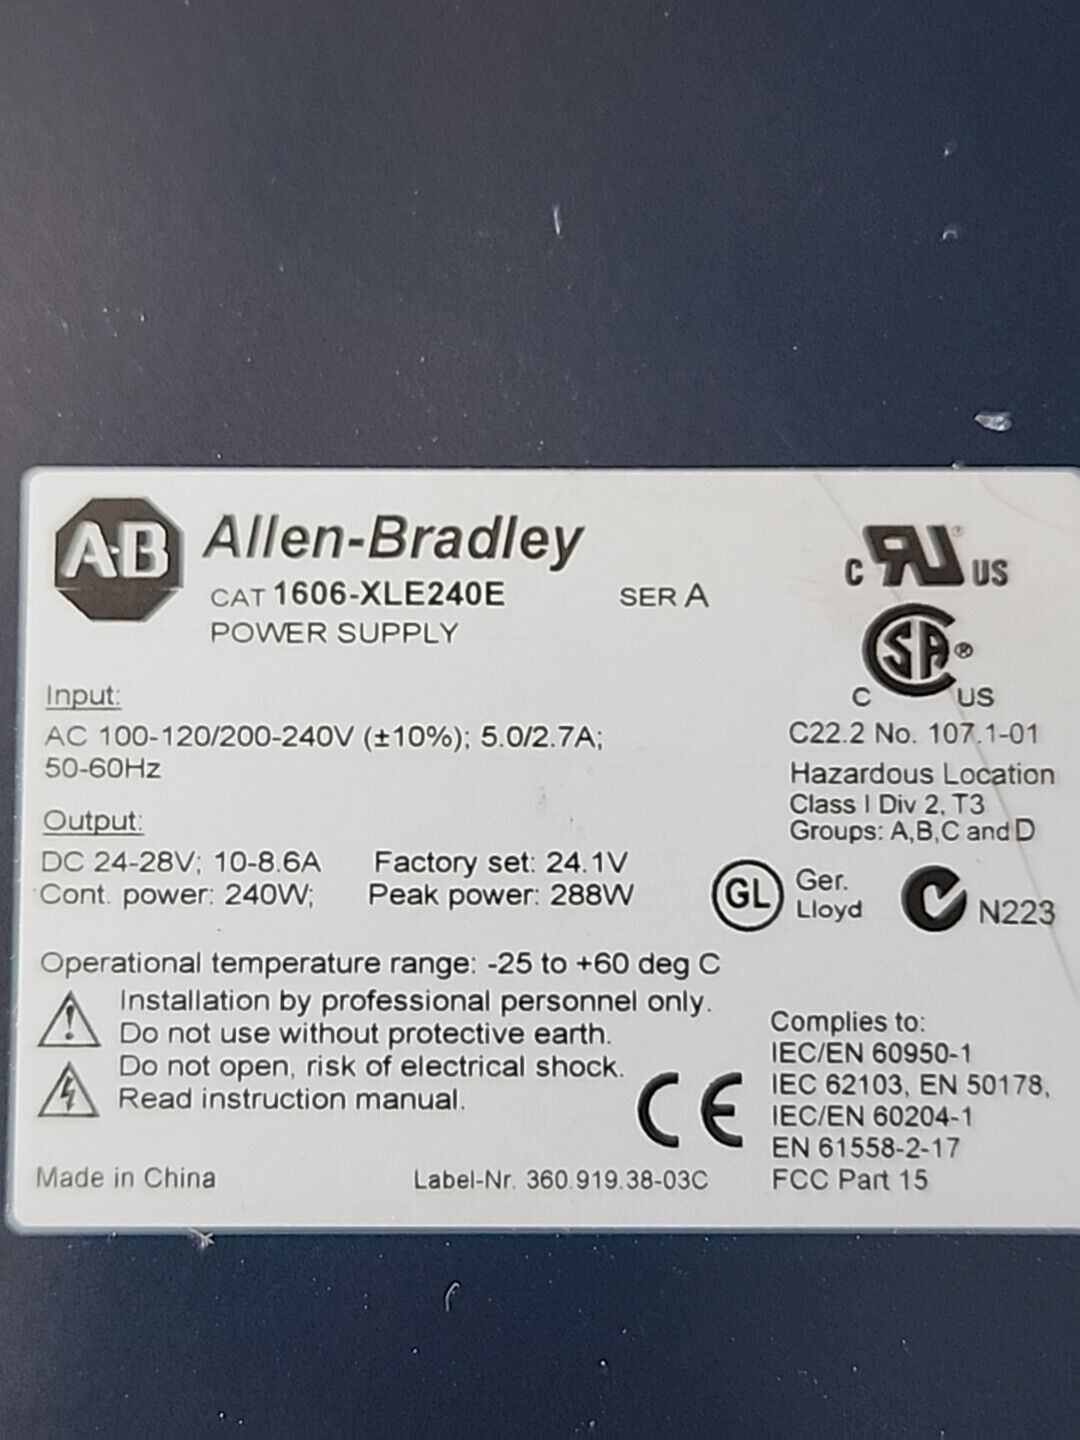 AB Allen-Bradley
CAT 1606-XLE240E SER A
POWER SUPPLY
Input:
AC 100-120/200-240V (±10%); 5.0/2.7A;
50-60Hz
Output:
DC 24-28V; 10-8.6A Factory set: 24.1V
Cont. power: 240W; Peak power: 288W
Operational temperature range: -25 to +60 deg C
Installation by professional personnel only.
Do not use without protective earth.
Do not open, risk of electrical shock.
Read instruction manual.
Made in China
Label-Nr. 360.919.38-03C
C RU® US
C SA® US
C22.2 No. 107.1-01
Hazardous Location
Class I Div 2, T3
Groups: A,B,C and D
GL Ger.
Lloyd
N223
CE
Complies to:
IEC/EN 60950-1
IEC 62103, EN 50178,
IEC/EN 60204-1
EN 61558-2-17
FCC Part 15